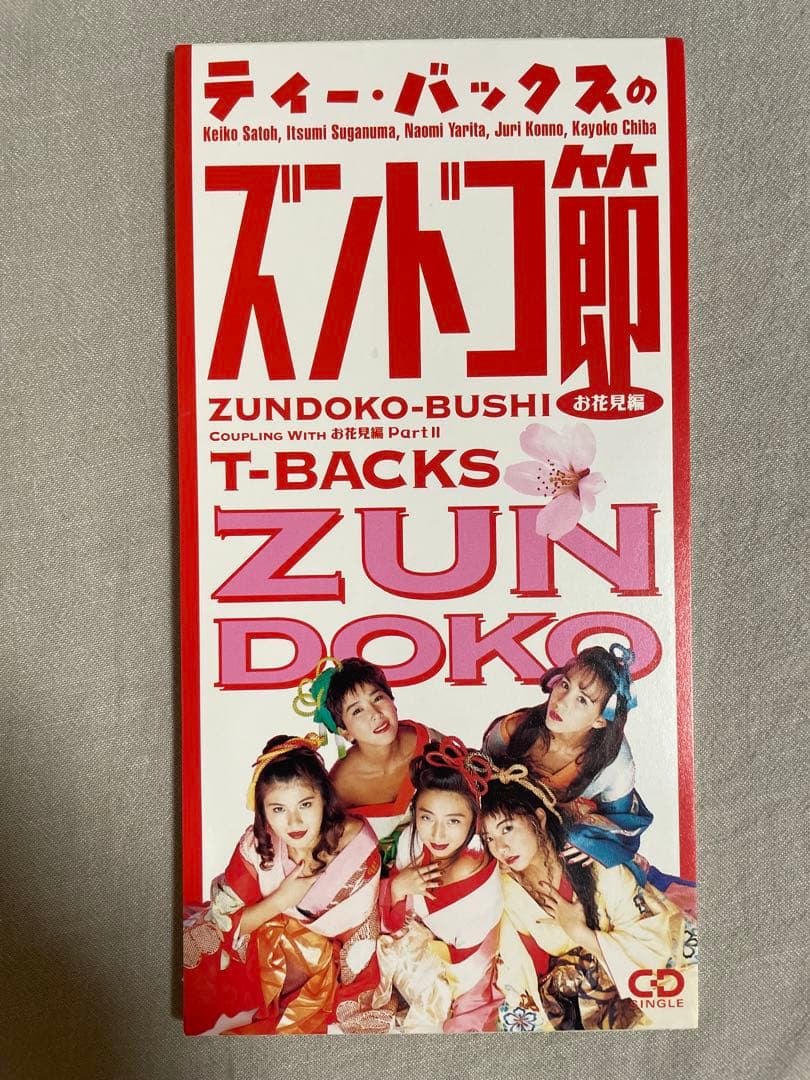 ティー・バックスの
Keiko Satoh, Itsumi Suganuma, Naomi Yarita, Juri Konno, Kayoko Chiba
ズンドコ節
ZUNDOKO-BUSHI お花見編
COUPLING WITH お花見編 Part II
T-BACKS
ZUN
DOKO
CD
SINGLE